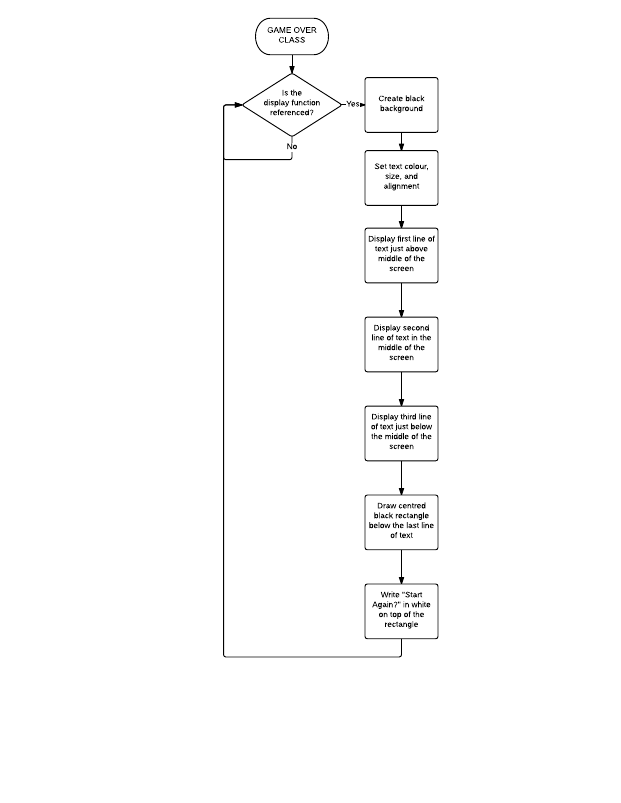 GAME OVER
CLASS
Is the
display function
referenced?
Yes
No
Create black
background
Set text colour,
size, and
alignment
Display first line of
text just above
middle of the
screen
Display second
line of text in the
middle of the
screen
Display third line
of text just below
the middle of the
screen
Draw centred
black rectangle
below the last line
of text
Write "Start
Again?" in white
on top of the
rectangle